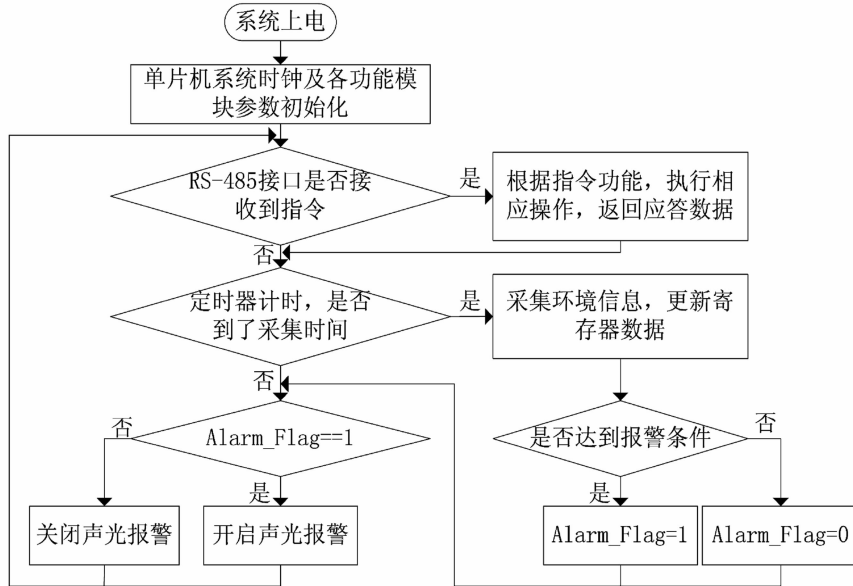 系统上电
单片机系统时钟及各功能模
块参数初始化
RS-485接口是否接
收到指令
是
根据指令功能，执行相
应操作，返回应答数据
否
定时器计时，是否
到了采集时间
是
采集环境信息，更新寄
存器数据
否
Alarm_Flag==1
否
是
是否达到报警条件
否
是
关闭声光报警
开启声光报警
Alarm_Flag=1
Alarm_Flag=0